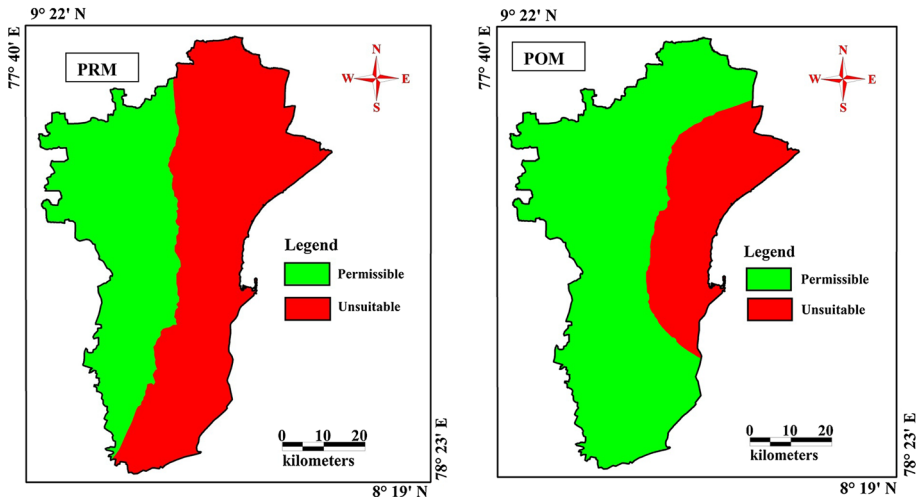 9° 22' N
77° 40' E
PRM
N
W E
S
Legend
Permissible
Unsuitable
0 10 20
kilometers
78° 23' E
8° 19' N
9° 22' N
77° 40' E
POM
N
W E
S
Legend
Permissible
Unsuitable
0 10 20
kilometers
78° 23' E
8° 19' N